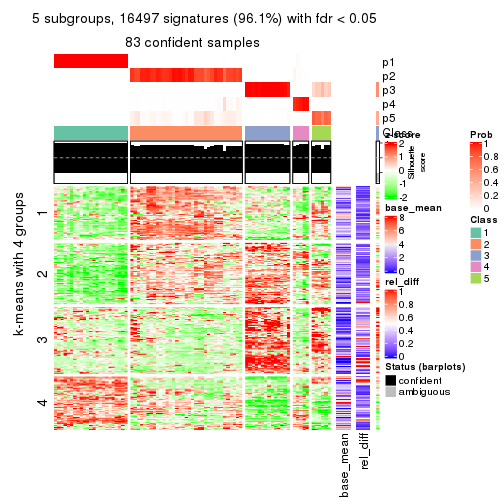 5 subgroups, 16497 signatures (96.1%) with fdr < 0.05
83 confident samples
p1
p2
p3
p4
p5
Class
z-score
2
1
0
-1
-2
Silhouette
score
base_mean
8
6
4
2
0
rel_diff
1
0.8
0.6
0.4
0.2
0
Status (barplots)
confident
ambiguous
Prob
1
0.8
0.6
0.4
0.2
0
Class
1
2
3
4
5
k-means with 4 groups
1
2
3
4
base_mean
rel_diff